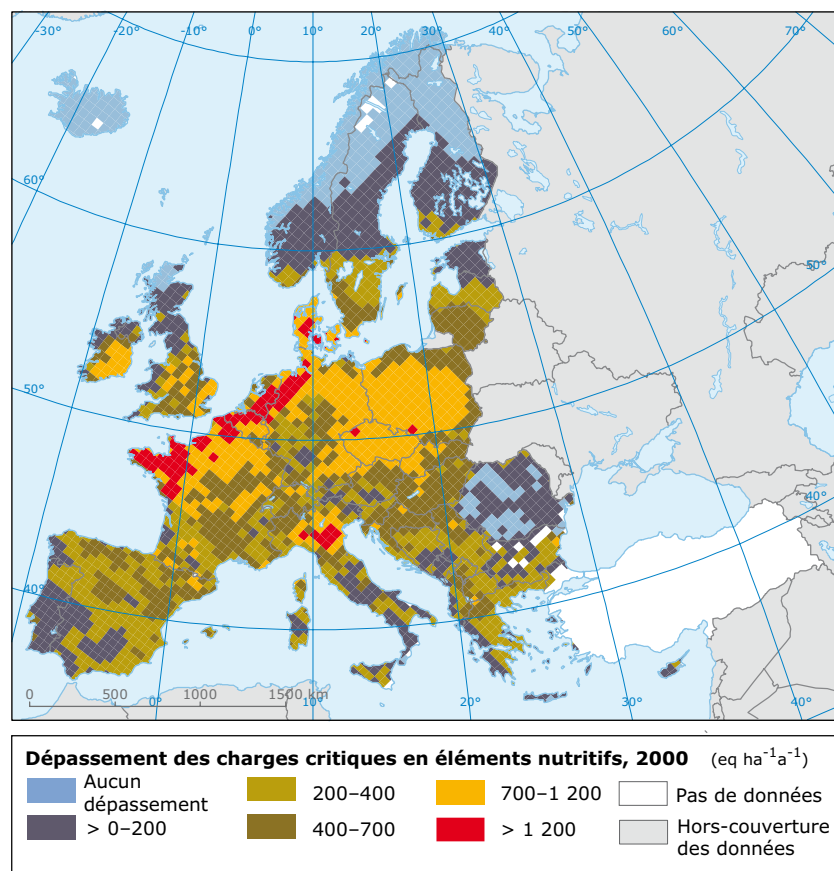 -30° -20° -10° 0° 10° 20° 30° 40° 50° 60° 70°
60°
50°
50°
40°
40°
0 500 1000 1500 km
0° 10° 20° 30° 40°
Dépassement des charges critiques en éléments nutritifs, 2000 (eq ha⁻¹a⁻¹)
Aucun dépassement
> 0–200
200–400
400–700
700–1 200
> 1 200
Pas de données
Hors-couverture
des données